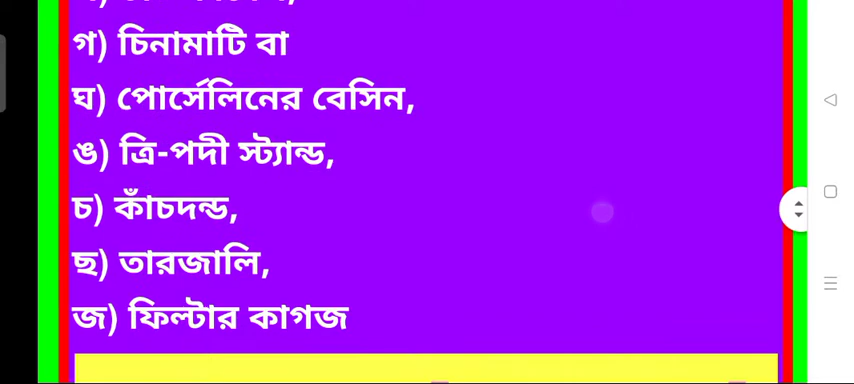 গ) চিনামাটি বা
ঘ) পোর্সেলিনের বেসিন,
ঙ) ত্রি-পদী স্ট্যান্ড,
চ) কাঁচদন্ড,
ছ) তারজালি,
জ) ফিল্টার কাগজ